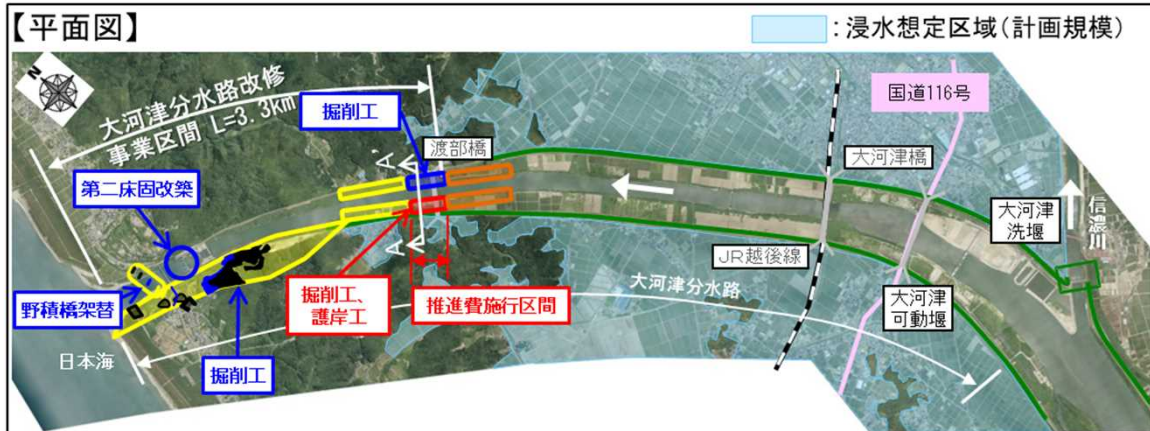 【平面図】
：浸水想定区域(計画規模)
N
大河津分水路改修
事業区間 L=3.3km
掘削工
渡部橋
A'
A
国道116号
大河津橋
第二床固改築
大河津
洗堰
信濃川
JR越後線
野積橋架替
掘削工、
護岸工
推進費施行区間
大河津分水路
大河津
可動堰
日本海
掘削工